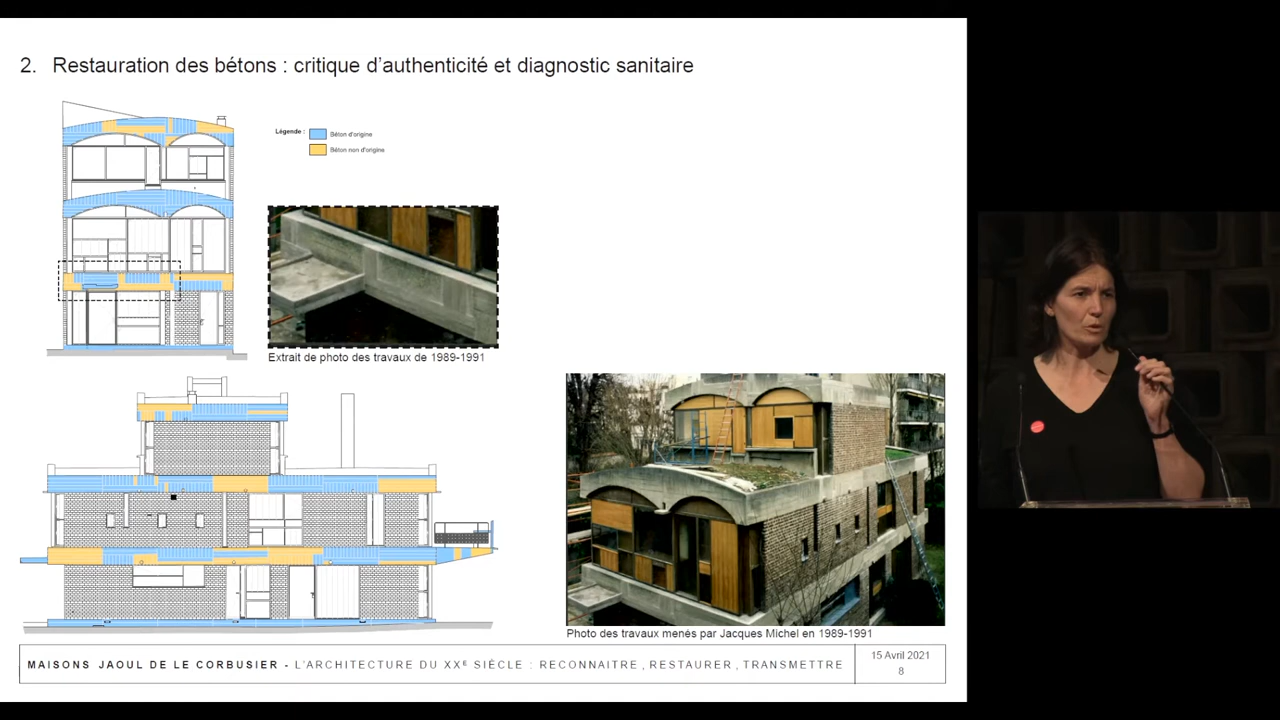 2. Restauration des bétons : critique d'authenticité et diagnostic sanitaire
Légende :
Béton d'origine
Béton non d'origine
Extrait de photo des travaux de 1989-1991
Photo des travaux menés par Jacques Michel en 1989-1991
MAISONS JAOUL DE LE CORBUSIER - L'ARCHITECTURE DU XXᴱ SIÈCLE : RECONNAITRE , RESTAURER , TRANSMETTRE
15 Avril 2021
8